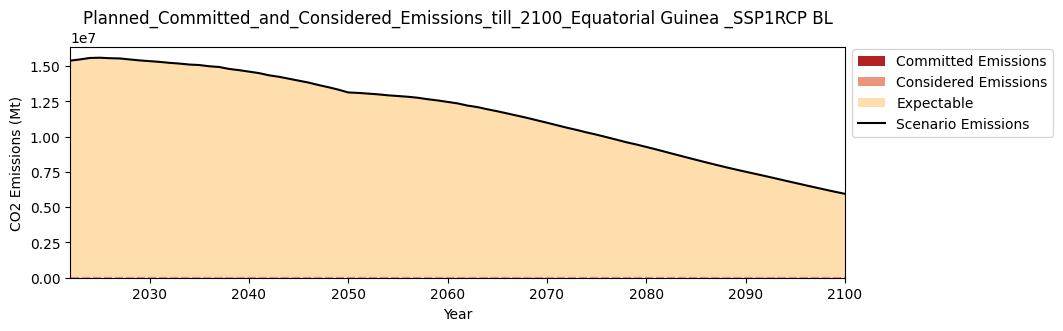 Planned_Committed_and_Considered_Emissions_till_2100_Equatorial Guinea _SSP1RCP BL
1e7
1.50
1.25
1.00
0.75
0.50
0.25
0.00
CO2 Emissions (Mt)
2030 2040 2050 2060 2070 2080 2090 2100
Year
Committed Emissions
Considered Emissions
Expectable
Scenario Emissions